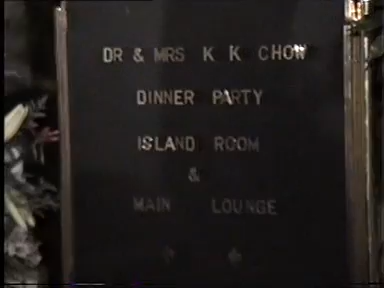 DR & MRS K K CHOW
DINNER PARTY
ISLAND ROOM
&
MAIN LOUNGE